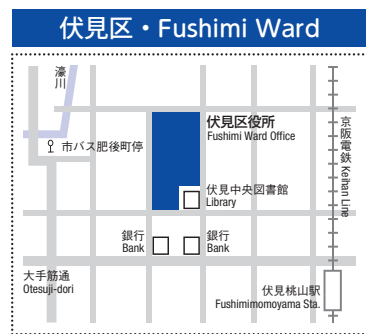 伏見区・Fushimi Ward
濠川
市バス肥後町停
伏見区役所
Fushimi Ward Office
京阪電鉄 Keihan Line
伏見中央図書館
Library
銀行
Bank
銀行
Bank
大手筋通
Otesuji-dori
伏見桃山駅
Fushimimomoyama Sta.